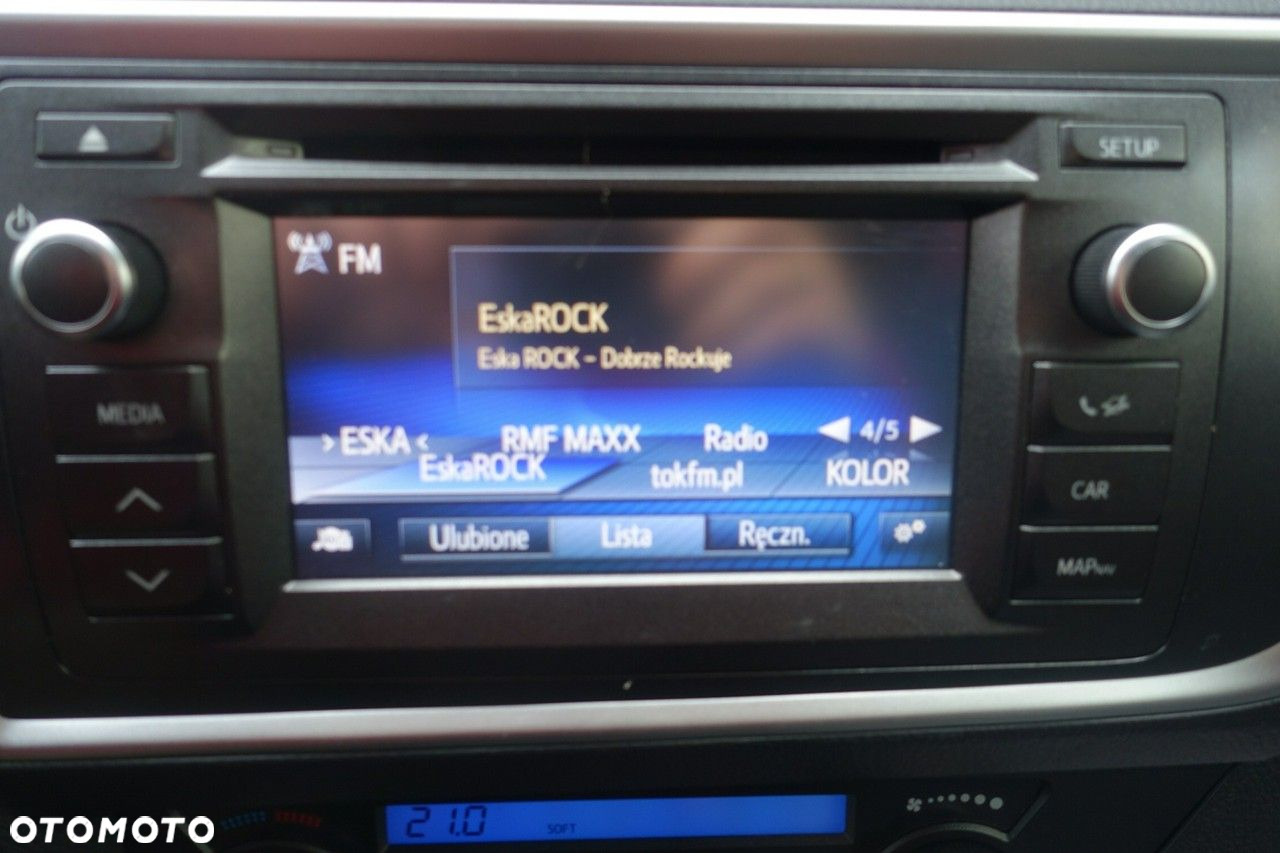 SETUP
FM
EskaROCK
Eska ROCK - Dobrze Rockuje
MEDIA
> ESKA < RMF MAXX Radio 4/5
EskaROCK tokfm.pl KOLOR
CAR
Ulubione Lista Ręczn.
MAP NAV
21.0 SOFT
OTOMOTO